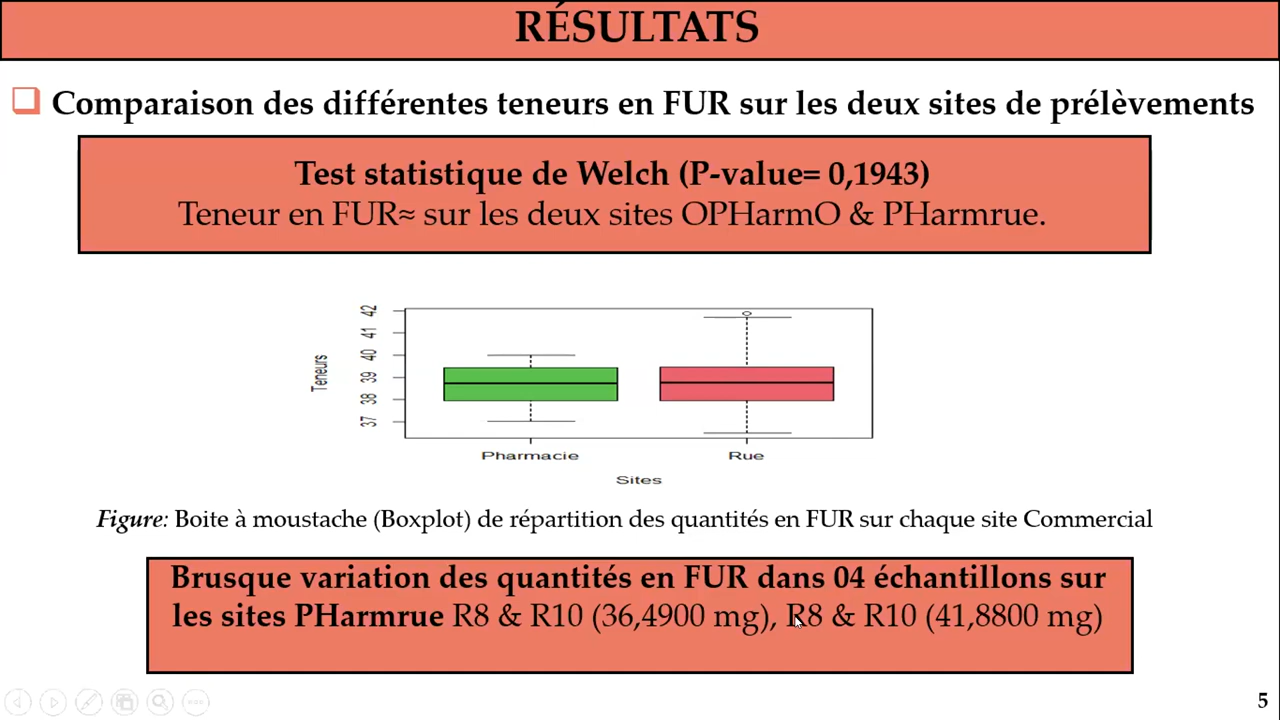 RÉSULTATS
Comparaison des différentes teneurs en FUR sur les deux sites de prélèvements
Test statistique de Welch (P-value= 0,1943)
Teneur en FUR≈ sur les deux sites OPHarmO & PHarmrue.
42
41
40
39
38
37
Teneurs
Pharmacie Rue
Sites
Figure: Boite à moustache (Boxplot) de répartition des quantités en FUR sur chaque site Commercial
Brusque variation des quantités en FUR dans 04 échantillons sur
les sites PHarmrue R8 & R10 (36,4900 mg), R8 & R10 (41,8800 mg)
5